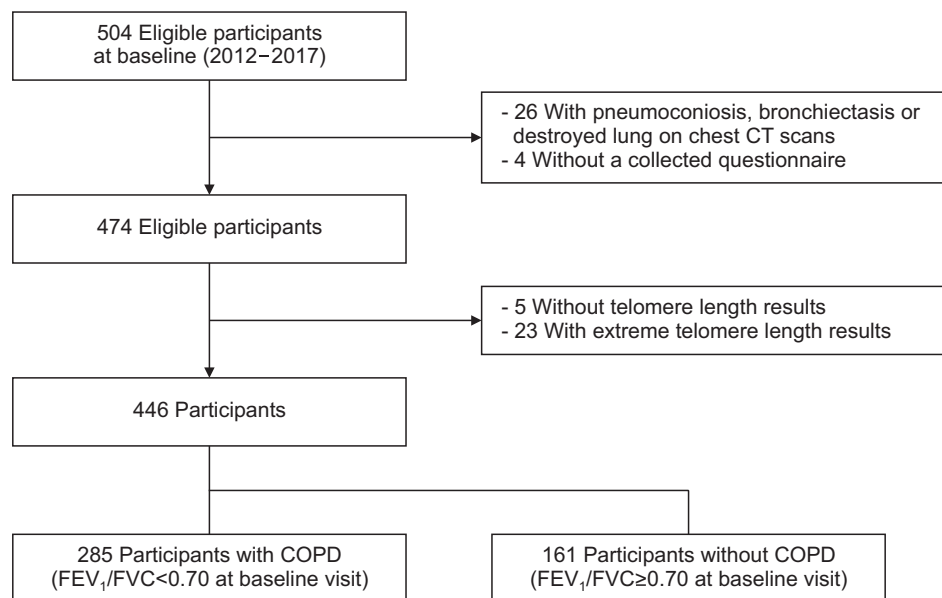 504 Eligible participants
at baseline (2012−2017)
- 26 With pneumoconiosis, bronchiectasis or
destroyed lung on chest CT scans
- 4 Without a collected questionnaire
474 Eligible participants
- 5 Without telomere length results
- 23 With extreme telomere length results
446 Participants
285 Participants with COPD
(FEV₁/FVC<0.70 at baseline visit)
161 Participants without COPD
(FEV₁/FVC≥0.70 at baseline visit)